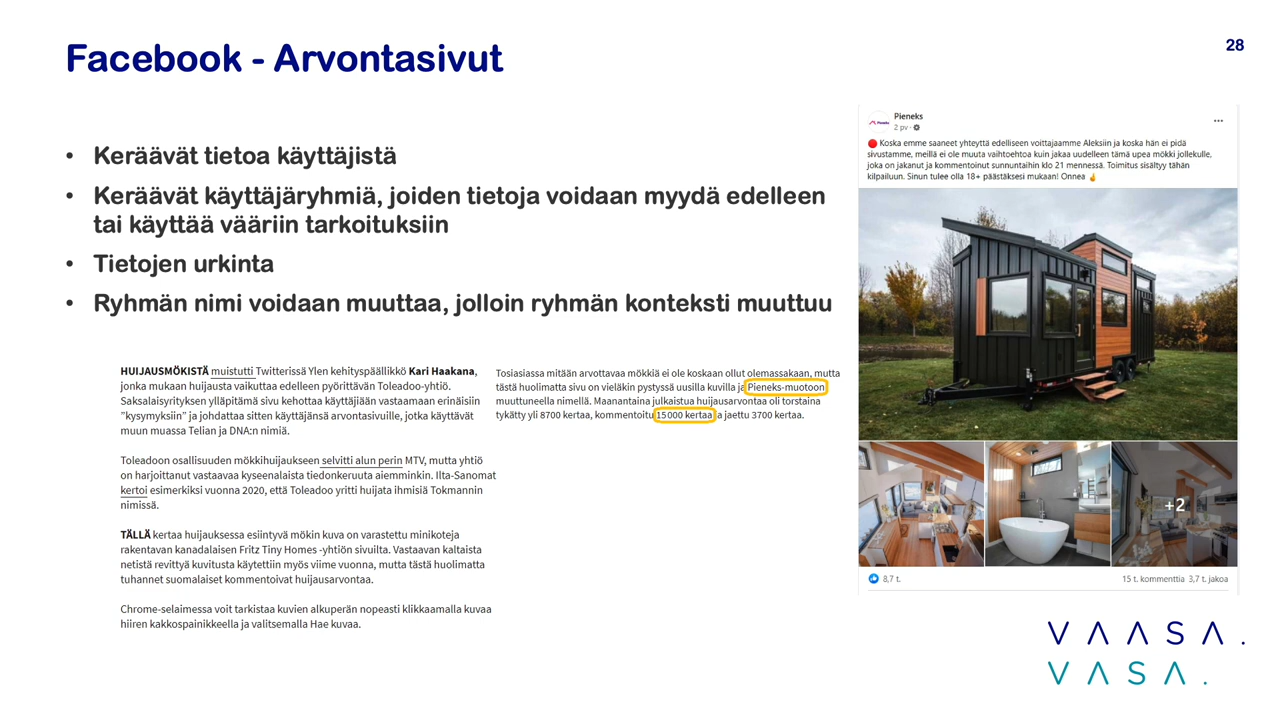 Facebook - Arvontasivut
28
• Keräävät tietoa käyttäjistä
• Keräävät käyttäjäryhmiä, joiden tietoja voidaan myydä edelleen
tai käyttää vääriin tarkoituksiin
• Tietojen urkinta
• Ryhmän nimi voidaan muuttaa, jolloin ryhmän konteksti muuttuu
HUIJAUSMÖKISTÄ muistutti Twitterissä Ylen kehityspäällikkö Kari Haakana,
jonka mukaan huijausta vaikuttaa edelleen pyörittävän Toleadoo-yhtiö.
Saksalaisyrityksen ylläpitämä sivu kehottaa käyttäjään vastaamaan erinäisiin
”kysymyksiin” ja johdattaa sitten käyttäjänsä arvontasivuille, jotka käyttävät
muun muassa Telian ja DNA:n nimiä.
Toleadoon osallisuuden mökkihuijaukseen selvitti alun perin MTV, mutta yhtiö
on harjoittanut vastaavaa kyseenalaista tiedonkeruuta aiemminkin. Ilta-Sanomat
kertoi esimerkiksi vuonna 2020, että Toleadoo yritti huijata ihmisiä Tokmannin
nimissä.
TÄLLÄ kertaa huijauksessa esiintyvä mökin kuva on varastettu minikoteja
rakentavan kanadalaisen Fritz Tiny Homes -yhtiön sivuilta. Vastaavan kaltaista
netistä revittyä kuvitusta käytettiin myös viime vuonna, mutta tästä huolimatta
tuhannet suomalaiset kommentoivat huijausarvontaa.
Chrome-selaimessa voit tarkistaa kuvien alkuperän nopeasti klikkaamalla kuvaa
hiiren kakkospainikkeella ja valitsemalla Hae kuvaa.
Tosiasiassa mitään arvottavaa mökkiä ei ole koskaan ollut olemassakaan, mutta
tästä huolimatta sivu on vieläkin pystyssä uusilla kuvilla ja Pieneks-muotoon
muuttuneella nimellä. Maanantaina julkaistua huijausarvontaa oli torstaina
tykätty yli 8700 kertaa, kommentoitu 15 000 kertaa ja jaettu 3700 kertaa.
Pieneks
2 pv ·
Koska emme saaneet yhteyttä edelliseen voittajaamme Aleksiin ja koska hän ei pidä
sivustamme, meillä ei ole muuta vaihtoehtoa kuin jakaa uudelleen tämä upea mökki jollekulle,
joka on jakanut ja kommentoinut sunnuntaihin klo 21 mennessä. Toimitus sisältyy tähän
kilpailuun. Sinun tulee olla 18+ päästäksesi mukaan! Onnea
+2
8,7 t.
15 t. kommenttia 3,7 t. jakoa
VAASA.
VASA.